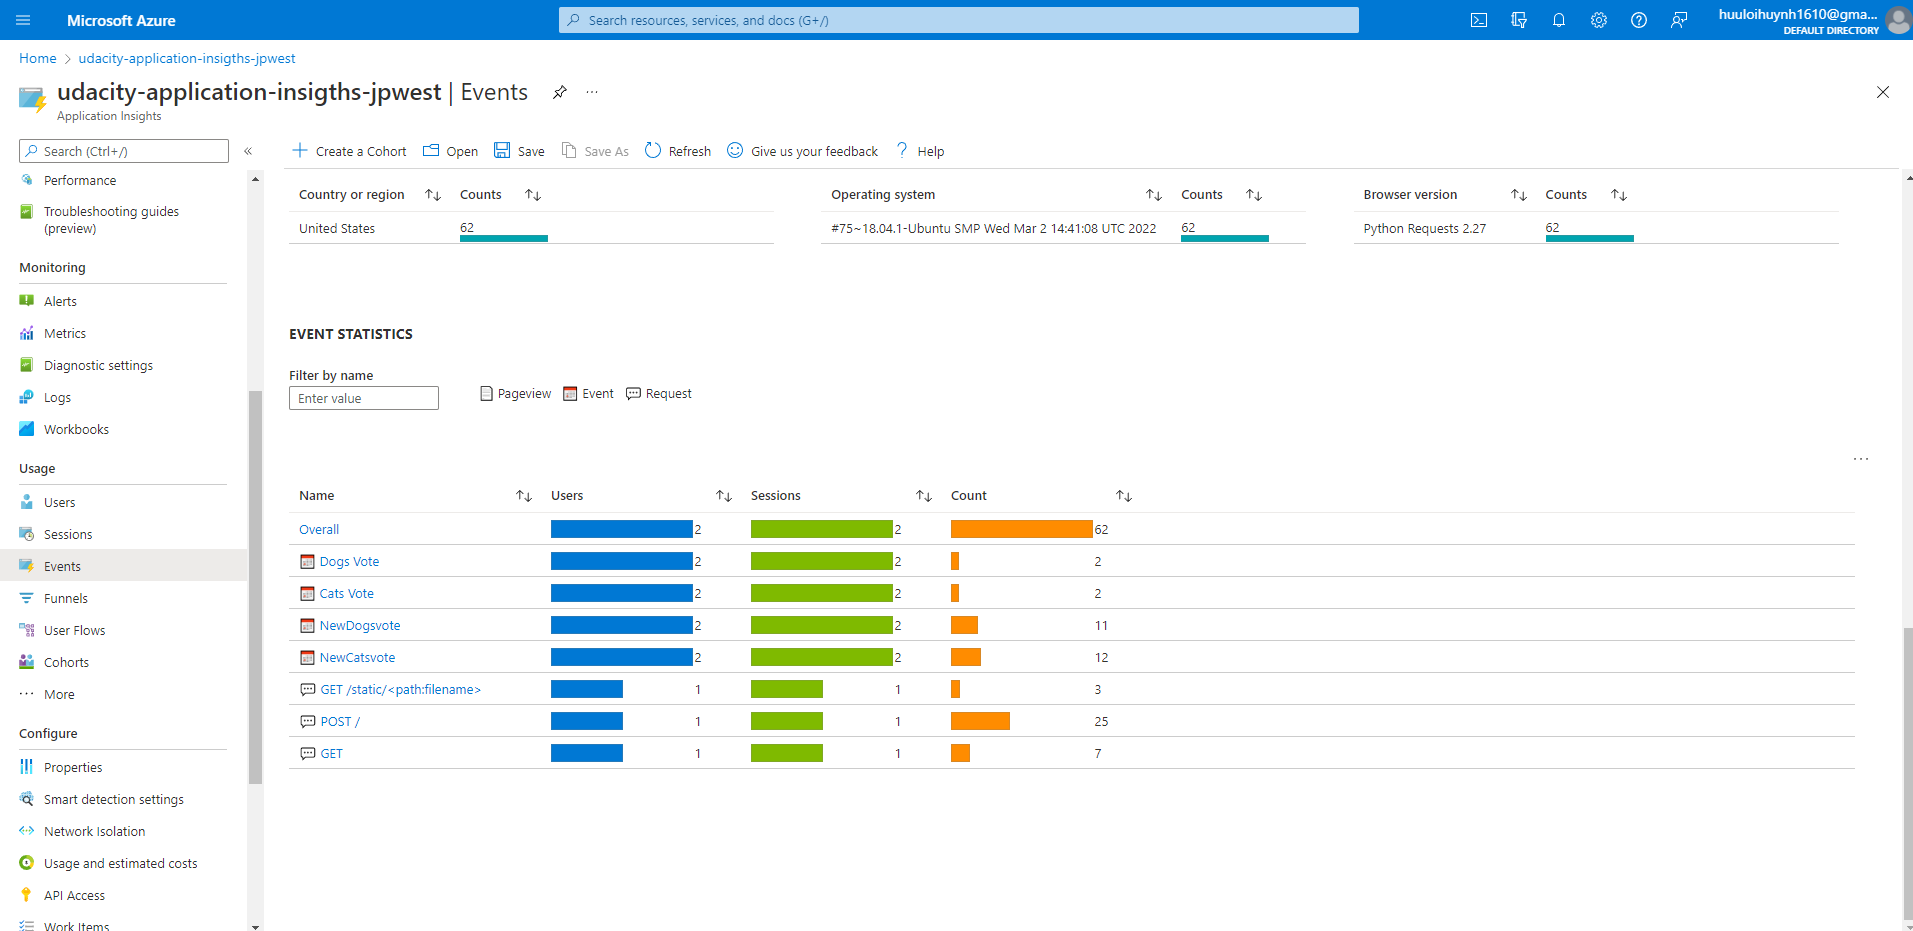 Microsoft Azure
Search resources, services, and docs (G+/)
huuloihuynh1610@gma...
DEFAULT DIRECTORY
Home > udacity-application-insigths-jpwest
udacity-application-insigths-jpwest | Events ...
Application Insights
Search (Ctrl+/) «
Create a Cohort Open Save Save As Refresh Give us your feedback ? Help
Performance
Troubleshooting guides
(preview)
Monitoring
Alerts
Metrics
Diagnostic settings
Logs
Workbooks
Usage
Users
Sessions
Events
Funnels
User Flows
Cohorts
More
Configure
Properties
Smart detection settings
Network Isolation
Usage and estimated costs
API Access
Work Items
Country or region Counts
United States 62
Operating system Counts
#75~18.04.1-Ubuntu SMP Wed Mar 2 14:41:08 UTC 2022 62
Browser version Counts
Python Requests 2.27 62
EVENT STATISTICS
Filter by name
Enter value
Pageview Event Request
...
Name Users Sessions Count
Overall 2 2 62
Dogs Vote 2 2 2
Cats Vote 2 2 2
NewDogsvote 2 2 11
NewCatsvote 2 2 12
GET /static/<path:filename> 1 1 3
POST / 1 1 25
GET 1 1 7